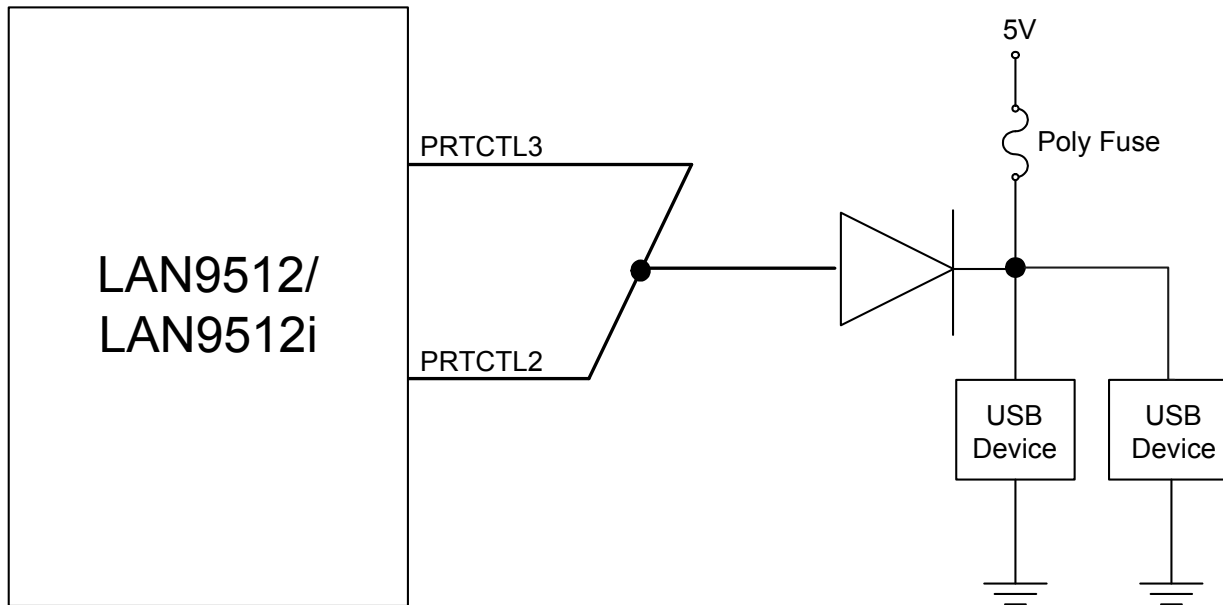 5V
Poly Fuse
PRTCTL3
LAN9512/
LAN9512i
PRTCTL2
USB
Device
USB
Device